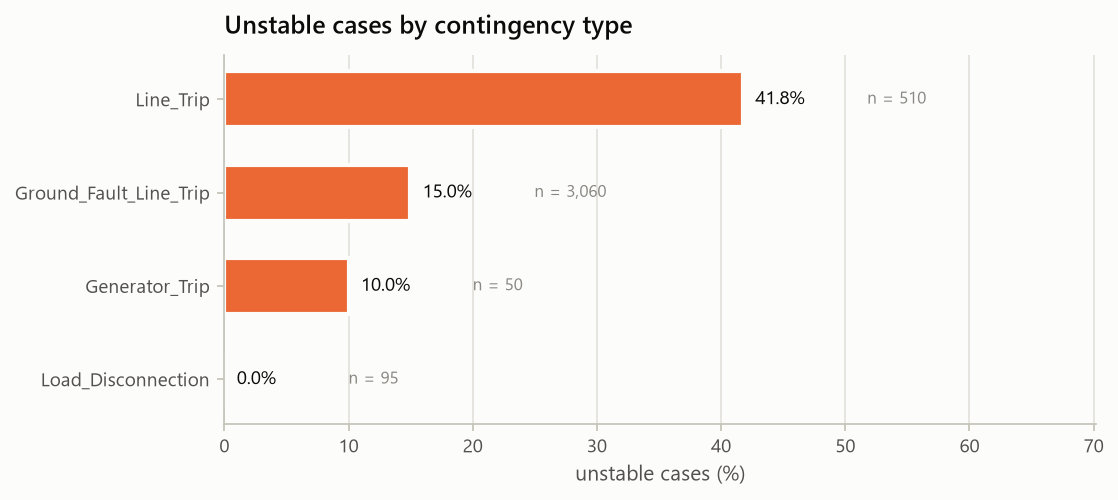 Unstable cases by contingency type
Line_Trip 41.8% n = 510
Ground_Fault_Line_Trip 15.0% n = 3,060
Generator_Trip 10.0% n = 50
Load_Disconnection 0.0% n = 95
0 10 20 30 40 50 60 70
unstable cases (%)